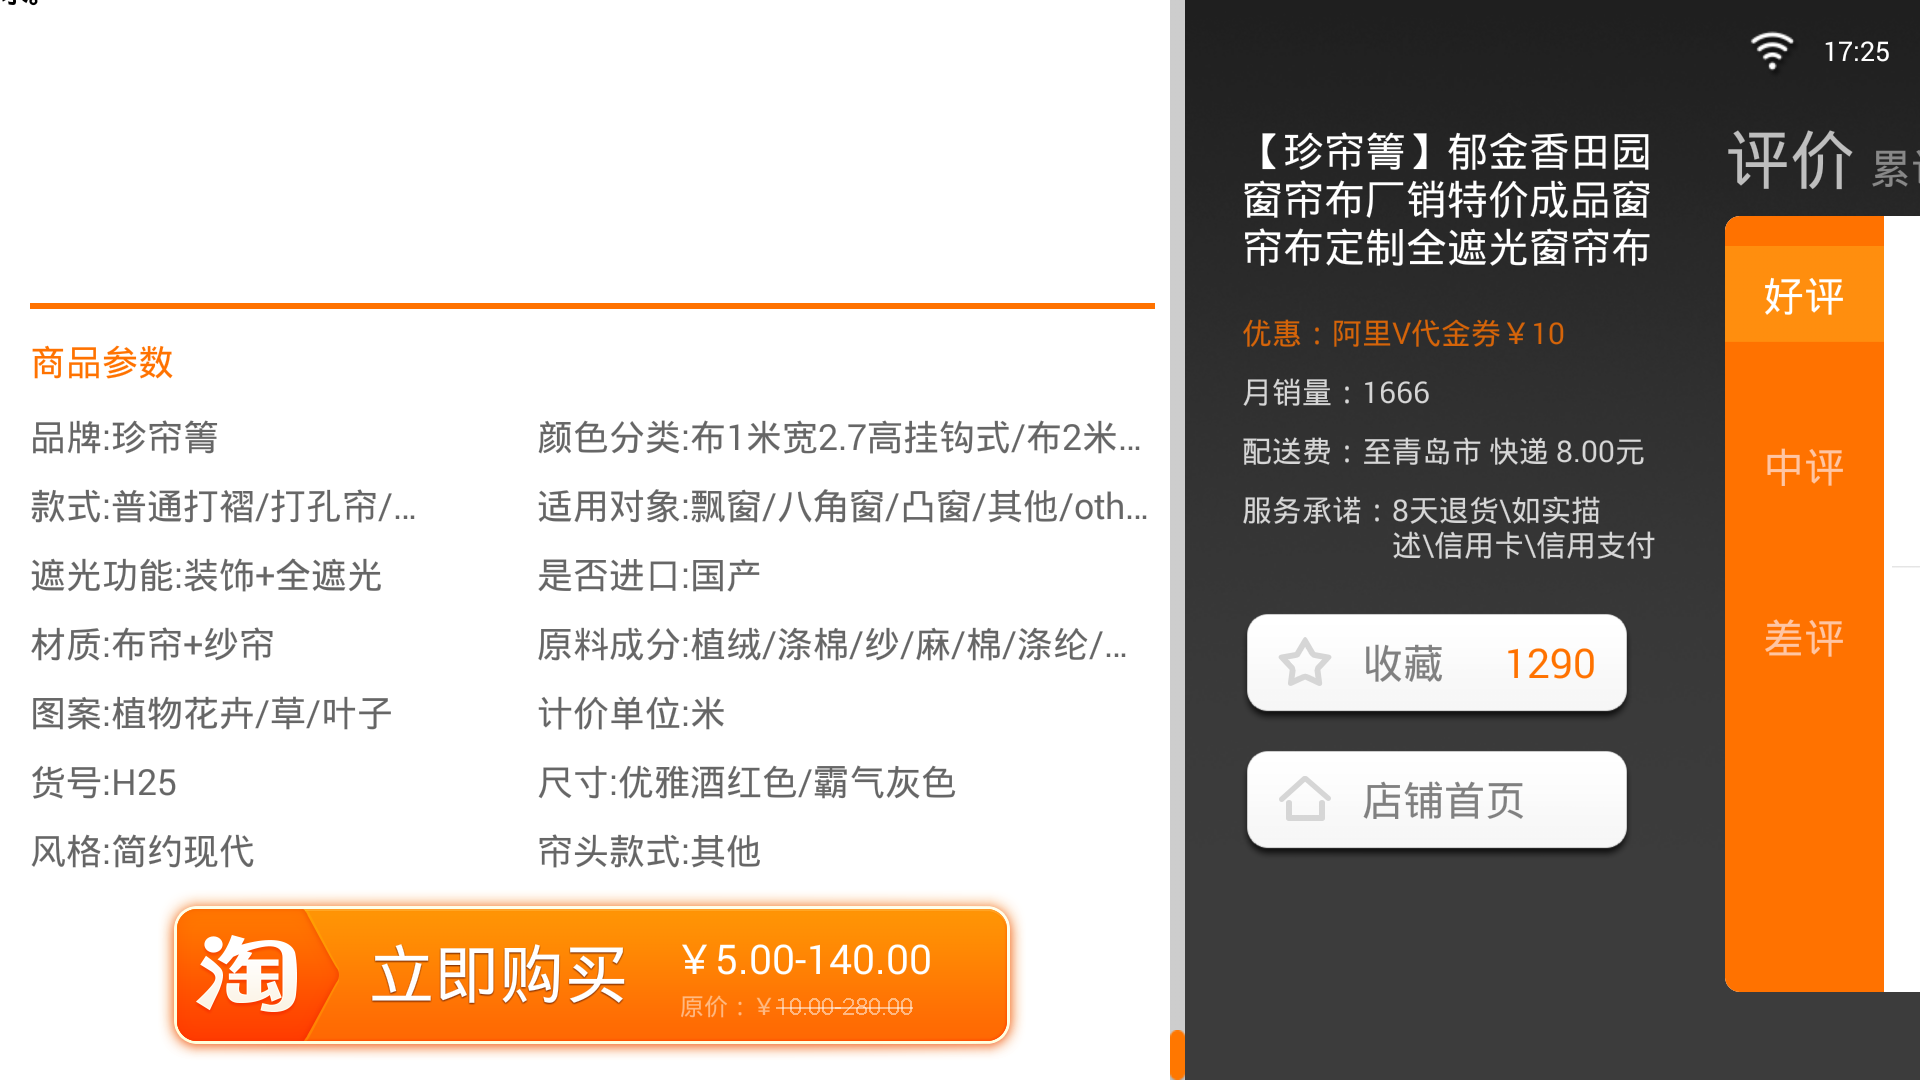 商品参数
品牌:珍帘箐
颜色分类:布1米宽2.7高挂钩式/布2米...
款式:普通打褶/打孔帘/...
适用对象:飘窗/八角窗/凸窗/其他/oth...
遮光功能:装饰+全遮光
是否进口:国产
材质:布帘+纱帘
原料成分:植绒/涤棉/纱/麻/棉/涤纶/...
图案:植物花卉/草/叶子
计价单位:米
货号:H25
尺寸:优雅酒红色/霸气灰色
风格:简约现代
帘头款式:其他
淘
立即购买
¥5.00-140.00
原价：¥10.00-280.00
17:25
【珍帘箐】郁金香田园
窗帘布厂销特价成品窗
帘布定制全遮光窗帘布
优惠：阿里V代金券¥10
月销量：1666
配送费：至青岛市 快递 8.00元
服务承诺：8天退货\如实描
述\信用卡\信用支付
收藏 1290
店铺首页
评价 累
好评
中评
差评